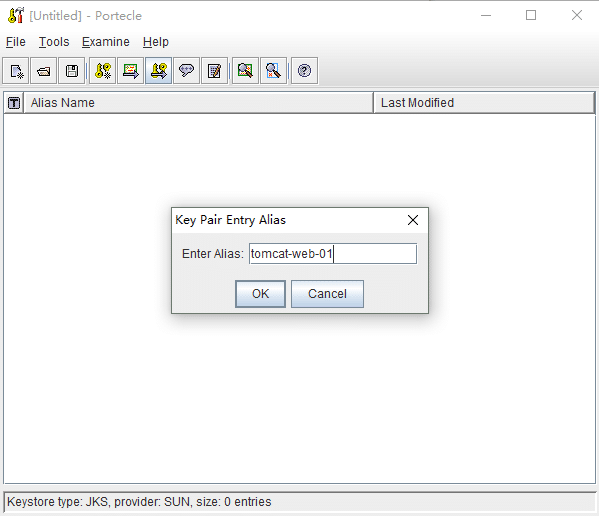 [Untitled] - Portecle
File Tools Examine Help
T Alias Name Last Modified
Key Pair Entry Alias
Enter Alias: tomcat-web-01
OK Cancel
Keystore type: JKS, provider: SUN, size: 0 entries